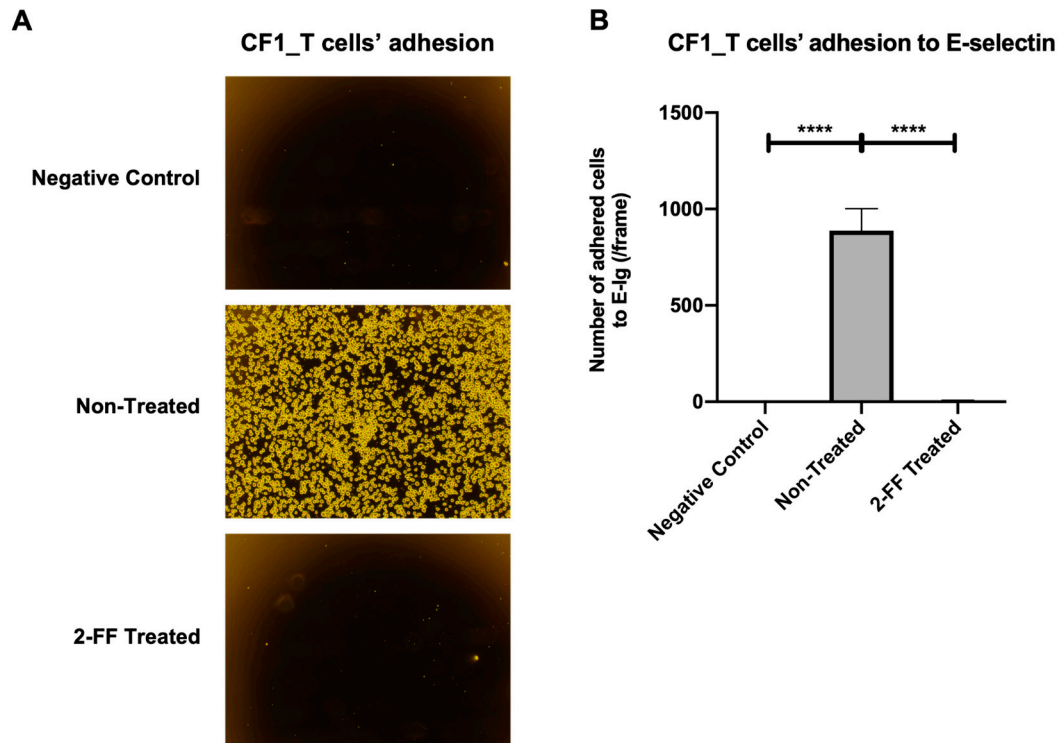 A
CF1_T cells’ adhesion
Negative Control
Non-Treated
2-FF Treated
B
CF1_T cells’ adhesion to E-selectin
Number of adhered cells
to E-Ig (/frame)
1500
1000
500
0
****
****
Negative Control
Non-Treated
2-FF Treated